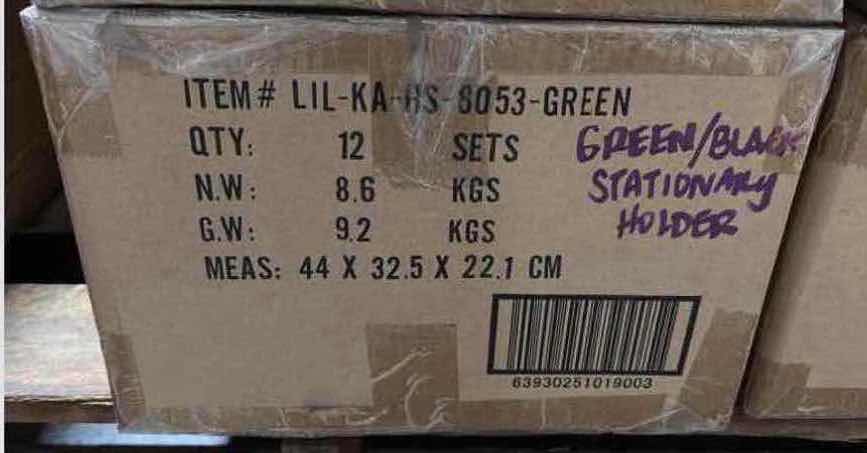 ITEM# LIL-KA-HS-8053-GREEN
QTY: 12 SETS
N.W: 8.6 KGS
G.W: 9.2 KGS
MEAS: 44 X 32.5 X 22.1 CM
GREEN/BLACK
STATIONARY
HOLDER
63930251019003